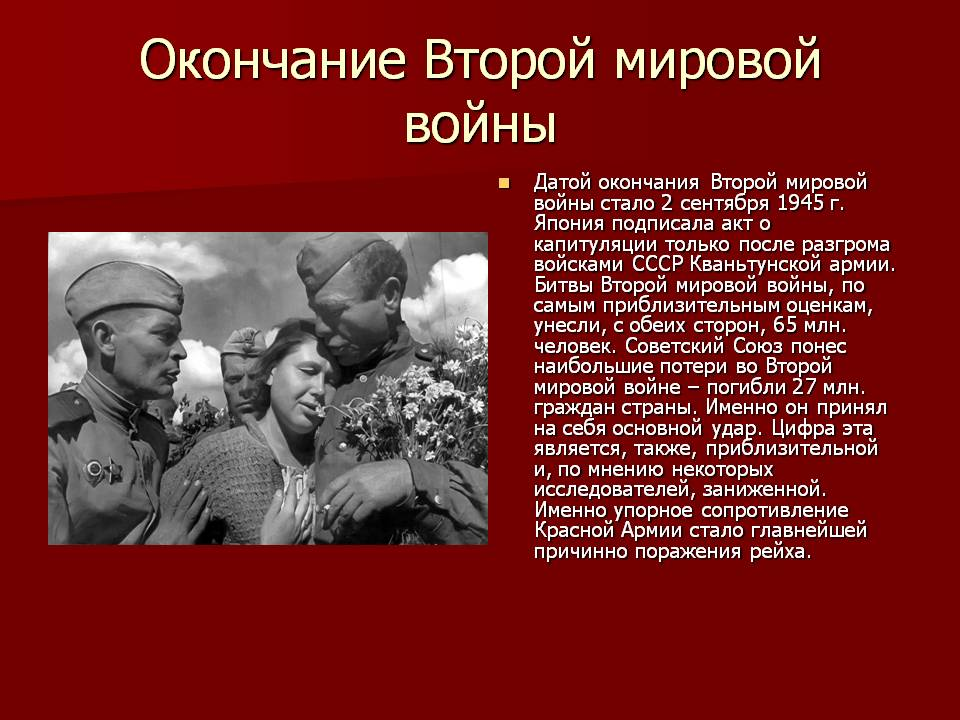 Окончание Второй мировой
войны
Датой окончания Второй мировой
войны стало 2 сентября 1945 г.
Япония подписала акт о
капитуляции только после разгрома
войсками СССР Кваньтунской армии.
Битвы Второй мировой войны, по
самым приблизительным оценкам,
унесли, с обеих сторон, 65 млн.
человек. Советский Союз понес
наибольшие потери во Второй
мировой войне – погибли 27 млн.
граждан страны. Именно он принял
на себя основной удар. Цифра эта
является, также, приблизительной
и, по мнению некоторых
исследователей, заниженной.
Именно упорное сопротивление
Красной Армии стало главнейшей
причинно поражения рейха.